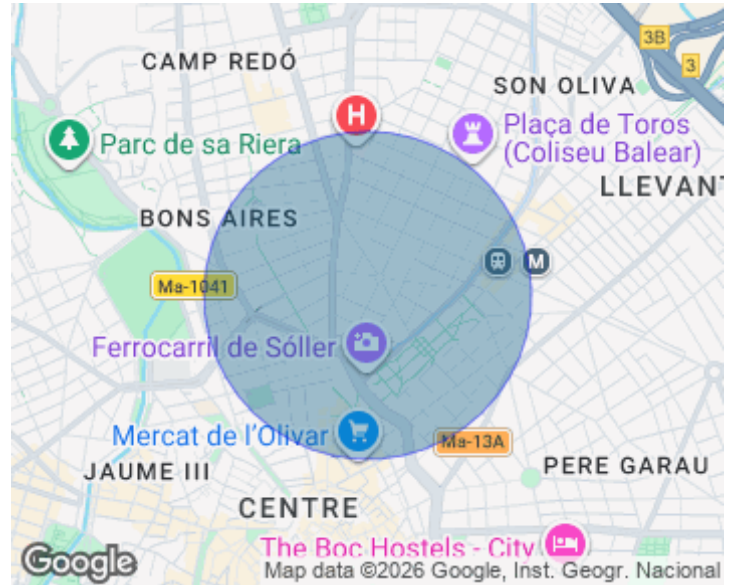 3B
3
CAMP REDÓ
SON OLIVA
H
Parc de sa Riera
Plaça de Toros
(Coliseu Balear)
LLEVANT
BONS AIRES
M
Ma-1041
Ferrocarril de Sóller
Mercat de l'Olivar
Ma-13A
JAUME III
PERE GARAU
CENTRE
The Boc Hostels - City
Google
Map data ©2026 Google, Inst. Geogr. Nacional